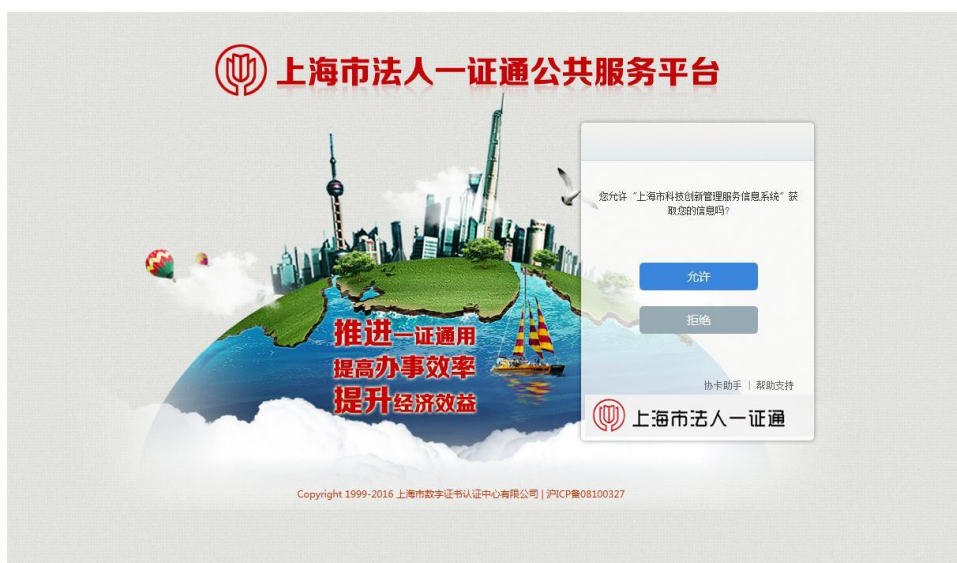 上海市法人一证通公共服务平台
您允许“上海市科技创新管理服务信息系统”获
取您的信息吗?
允许
拒绝
推进一证通用
提高办事效率
提升经济效益
协卡助手 | 帮助支持
上海市法人一证通
Copyright 1999-2016 上海市数字证书认证中心有限公司 | 沪ICP备08100327